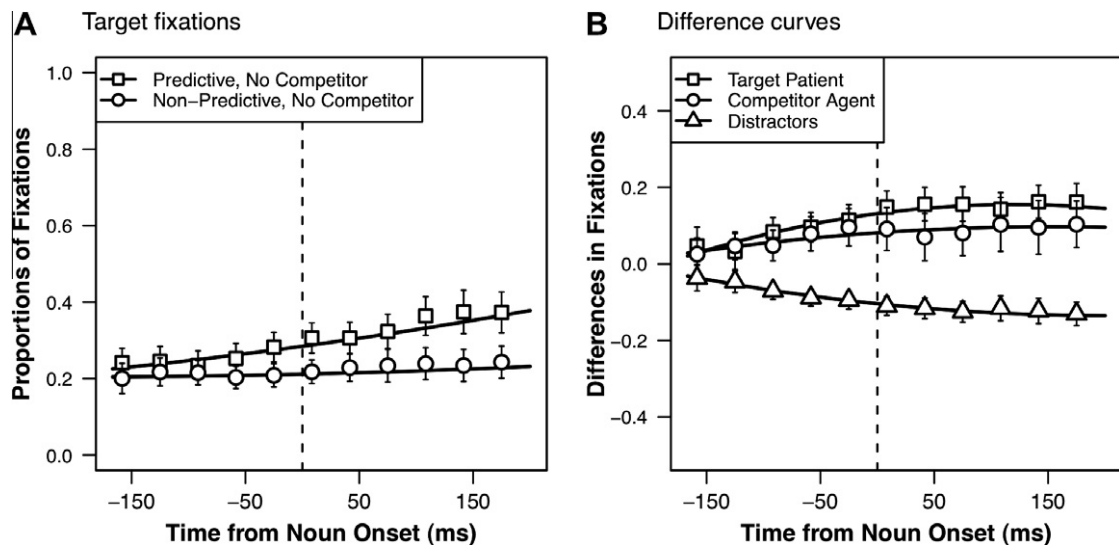 A Target fixations
Predictive, No Competitor
Non−Predictive, No Competitor
Proportions of Fixations
1.0
0.8
0.6
0.4
0.2
0.0
−150
−50
50
150
Time from Noun Onset (ms)
B Difference curves
Target Patient
Competitor Agent
Distractors
Differences in Fixations
0.4
0.2
0.0
−0.2
−0.4
−150
−50
50
150
Time from Noun Onset (ms)